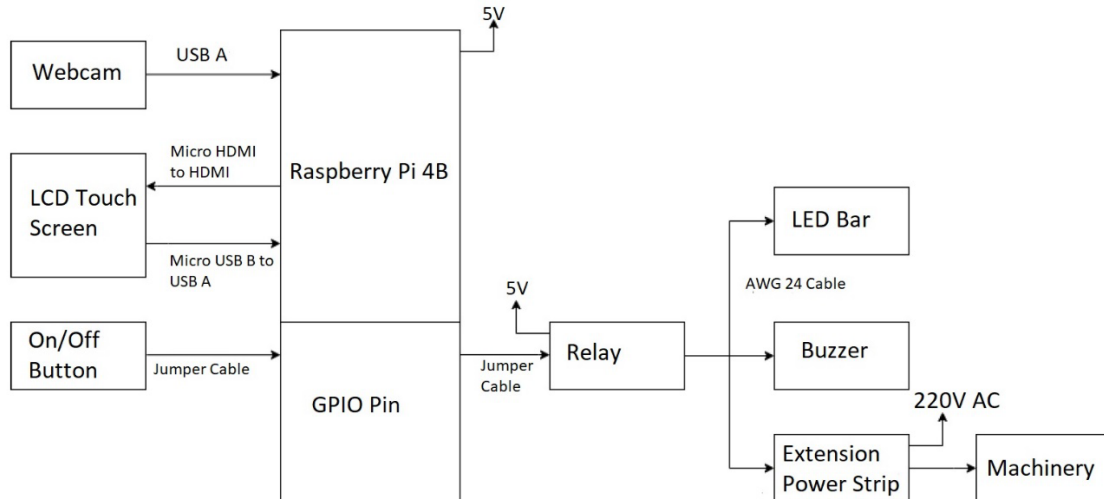 5V
USB A
Webcam
Micro HDMI
to HDMI
Raspberry Pi 4B
LCD Touch
Screen
Micro USB B to
USB A
LED Bar
AWG 24 Cable
5V
On/Off
Button
Jumper Cable
GPIO Pin
Jumper
Cable
Relay
Buzzer
220V AC
Extension
Power Strip
Machinery